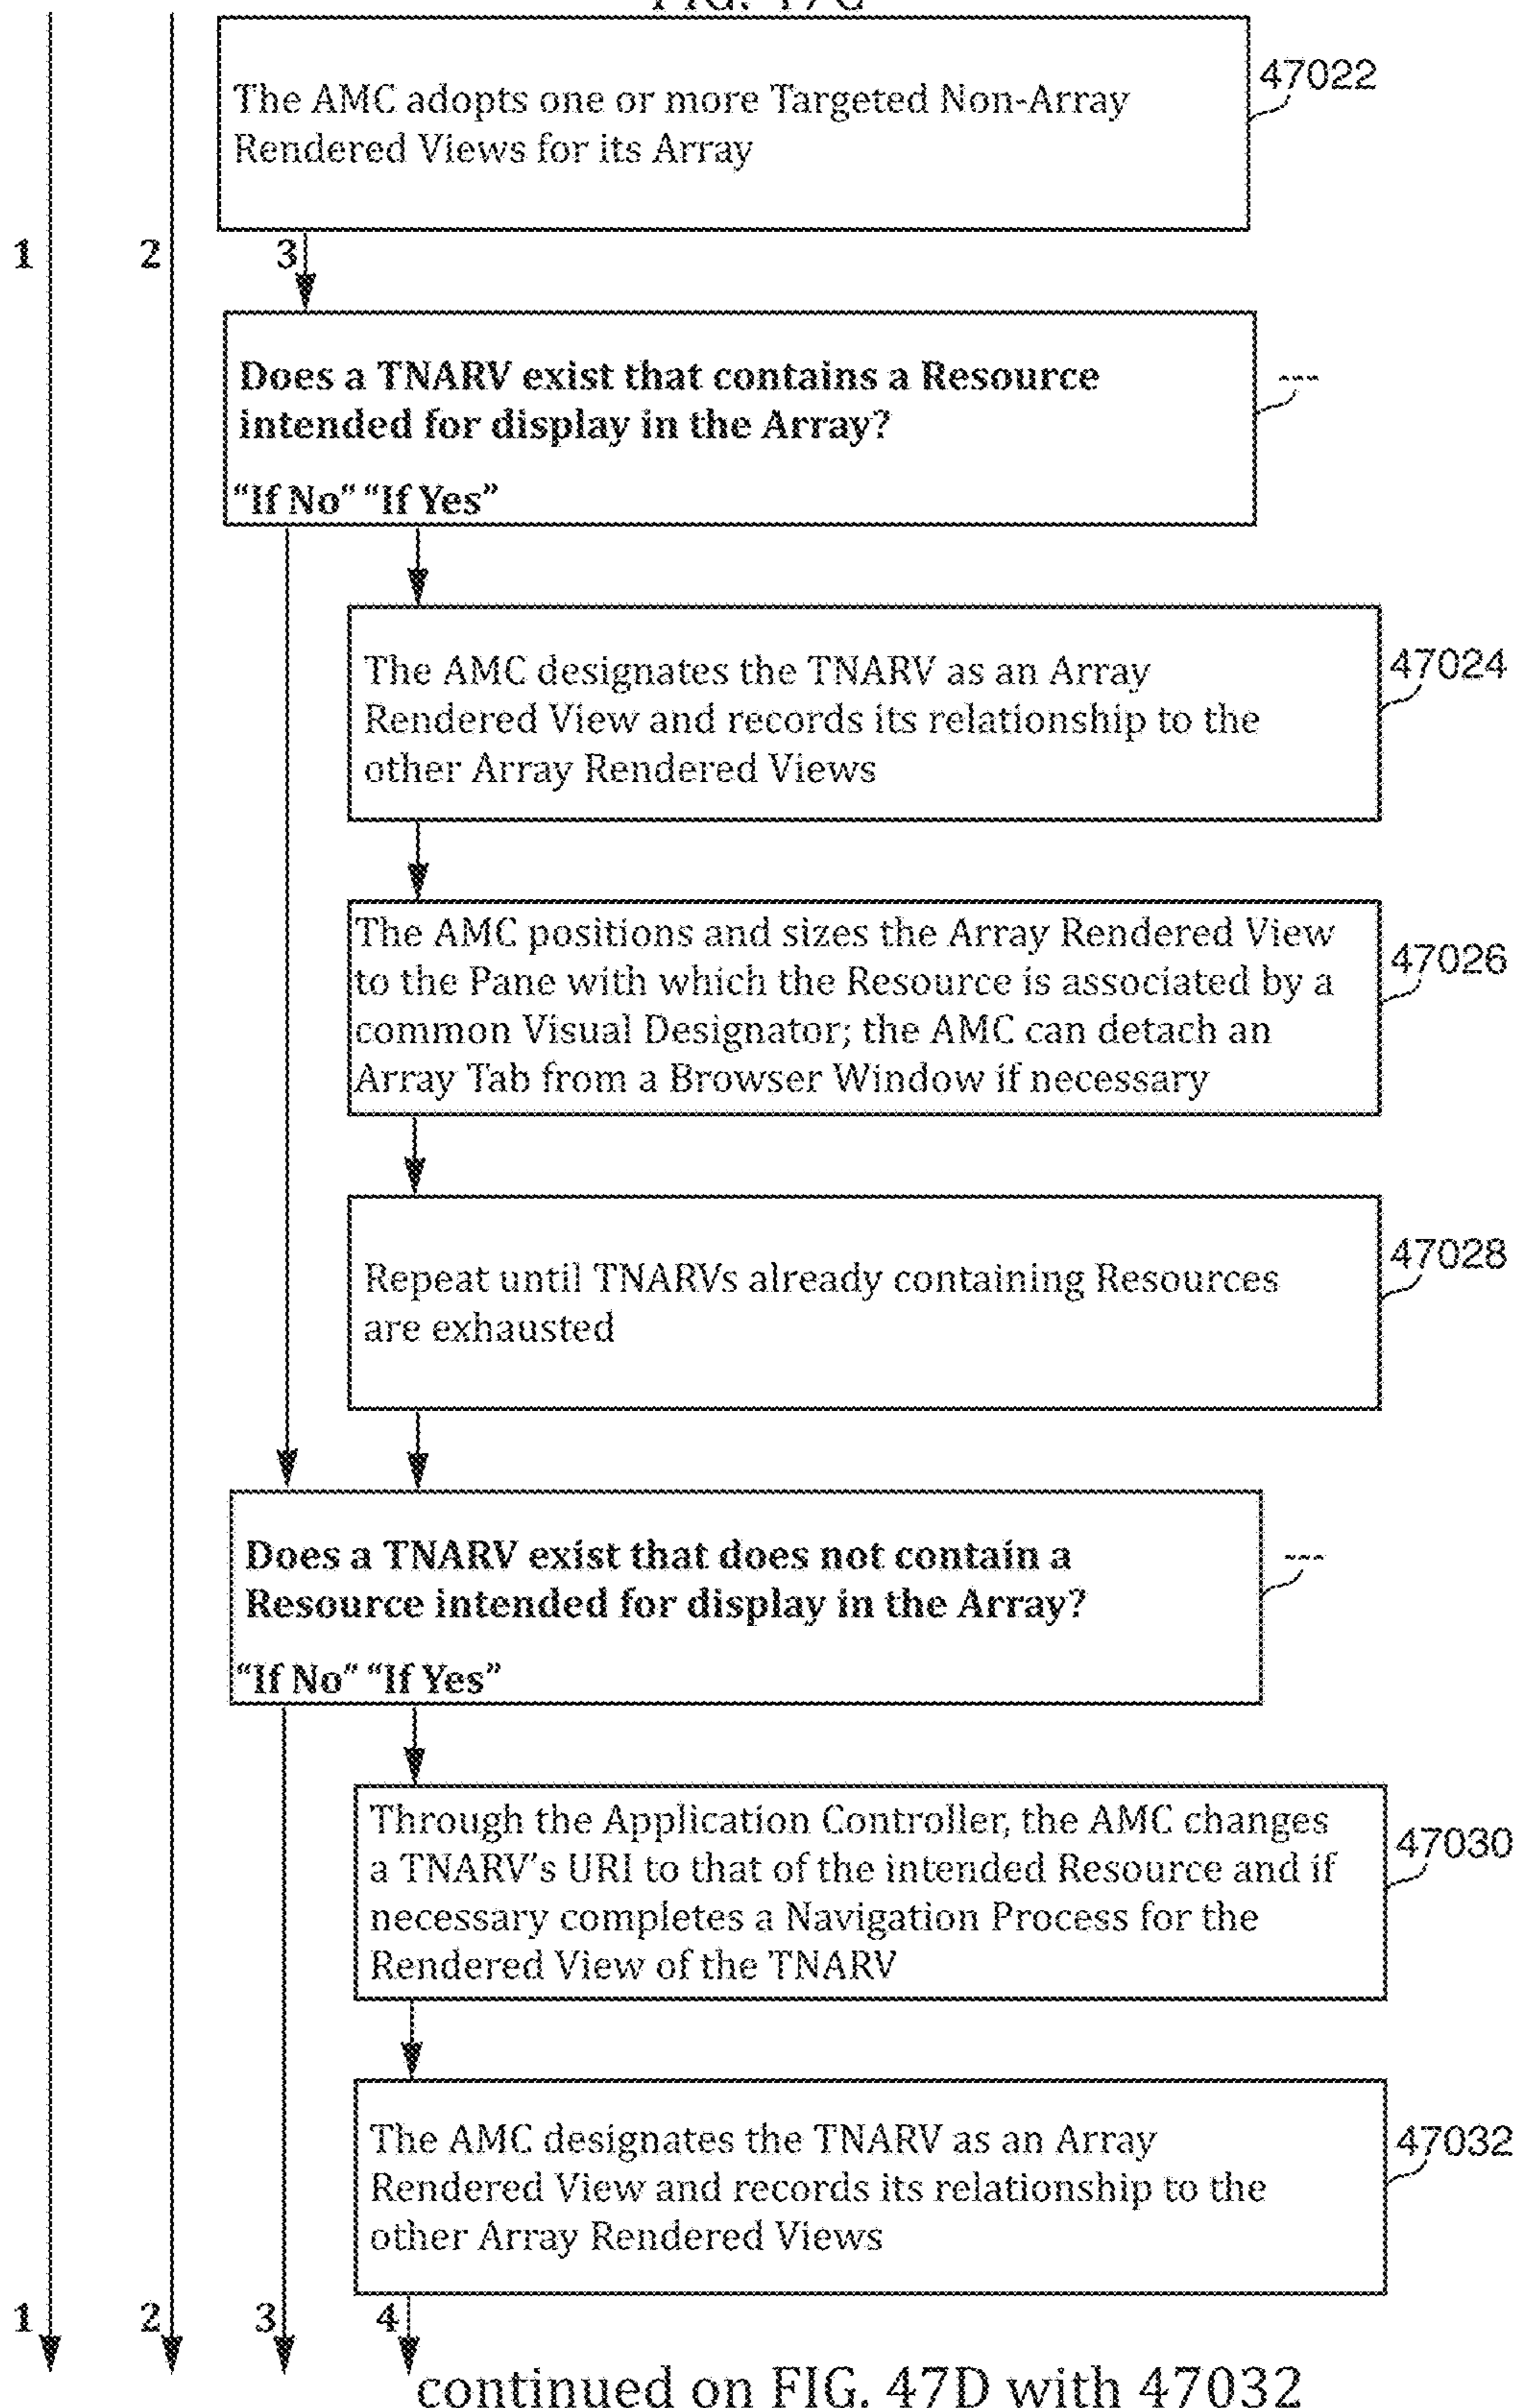 The AMC adopts one or more Targeted Non-Array
Rendered Views for its Array
47022
1
2
3
Does a TNARV exist that contains a Resource
intended for display in the Array?
---
“If No” “If Yes”
The AMC designates the TNARV as an Array
Rendered View and records its relationship to the
other Array Rendered Views
47024
The AMC positions and sizes the Array Rendered View
to the Pane with which the Resource is associated by a
common Visual Designator; the AMC can detach an
Array Tab from a Browser Window if necessary
47026
Repeat until TNARVs already containing Resources
are exhausted
47028
Does a TNARV exist that does not contain a
Resource intended for display in the Array?
---
“If No” “If Yes”
Through the Application Controller, the AMC changes
a TNARV’s URI to that of the intended Resource and if
necessary completes a Navigation Process for the
Rendered View of the TNARV
47030
The AMC designates the TNARV as an Array
Rendered View and records its relationship to the
other Array Rendered Views
47032
1
2
3
4
continued on FIG. 47D with 47032